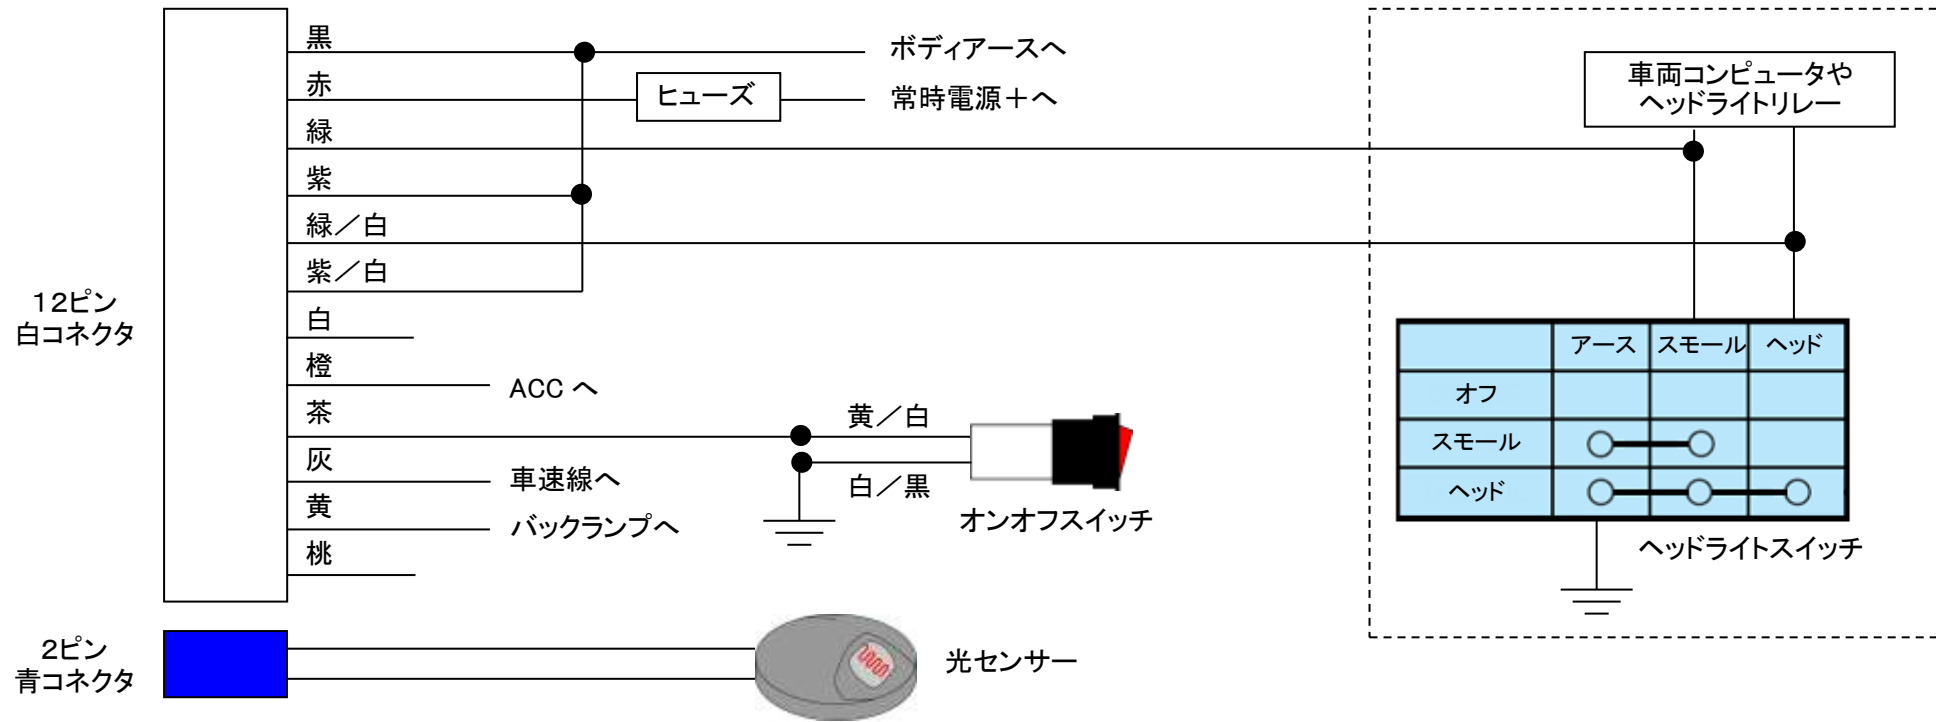 黒
ボディアースへ
赤
ヒューズ
常時電源＋へ
車両コンピュータや
ヘッドライトリレー
緑
紫
緑／白
紫／白
12ピン
白コネクタ
白
橙
ACC へ
茶
黄／白
灰
車速線へ
白／黒
黄
バックランプへ
オンオフスイッチ
桃
アース スモール ヘッド
オフ
スモール
ヘッド
ヘッドライトスイッチ
2ピン
青コネクタ
光センサー